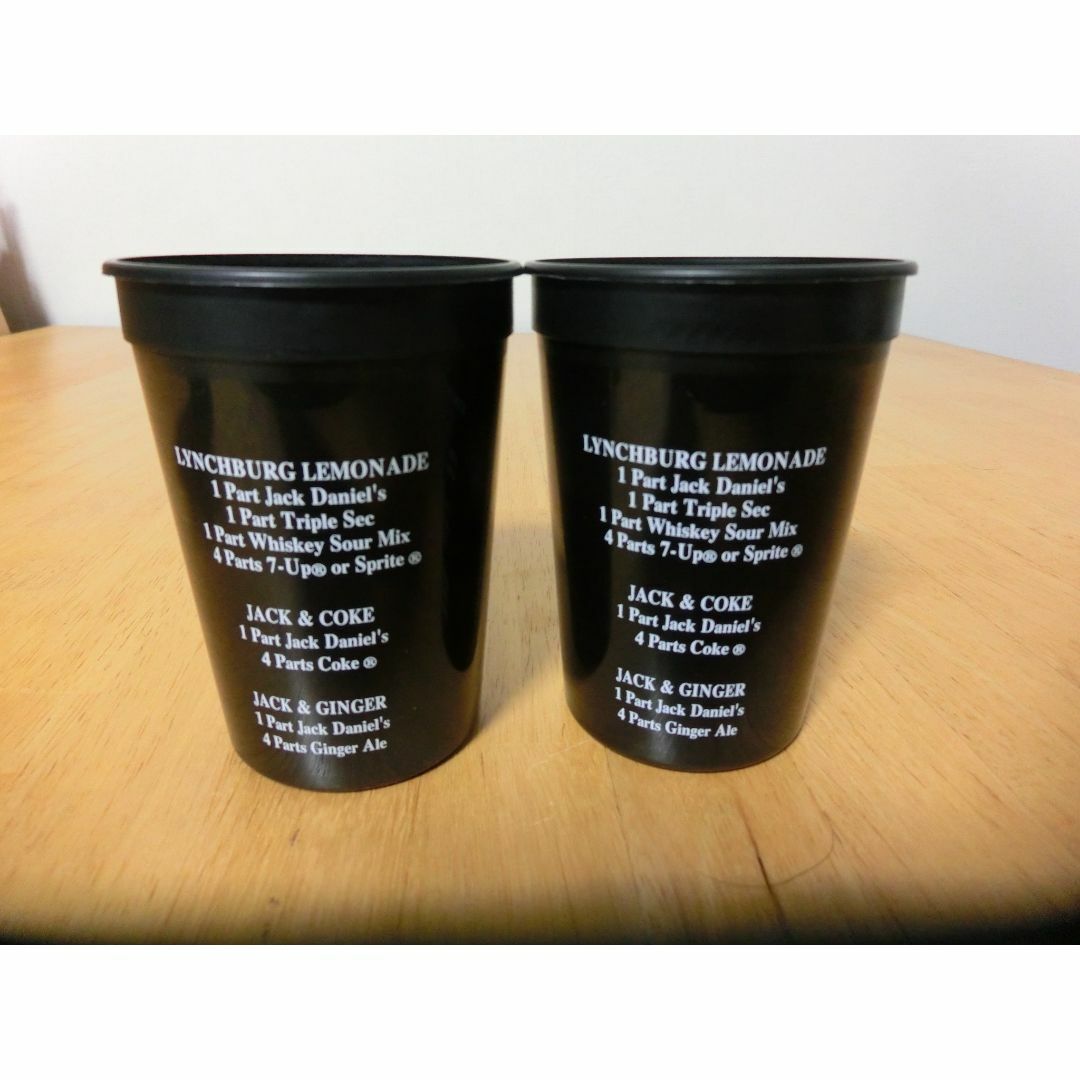 LYNCHBURG LEMONADE
1 Part Jack Daniel's
1 Part Triple Sec
1 Part Whiskey Sour Mix
4 Parts 7-Up® or Sprite ®
JACK & COKE
1 Part Jack Daniel's
4 Parts Coke ®
JACK & GINGER
1 Part Jack Daniel's
4 Parts Ginger Ale
LYNCHBURG LEMONADE
1 Part Jack Daniel's
1 Part Triple Sec
1 Part Whiskey Sour Mix
4 Parts 7-Up® or Sprite ®
JACK & COKE
1 Part Jack Daniel's
4 Parts Coke ®
JACK & GINGER
1 Part Jack Daniel's
4 Parts Ginger Ale